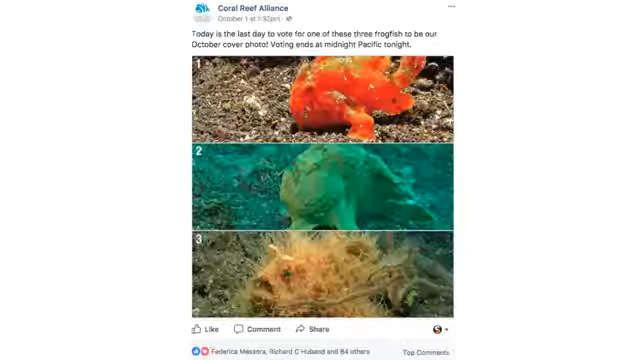 Coral Reef Alliance
October 1 at 1:32pm ·
Today is the last day to vote for one of these three frogfish to be our
October cover photo! Voting ends at midnight Pacific tonight.
1
2
3
Like Comment Share
Federica Messora, Richard C Huband and 64 others
Top Comments